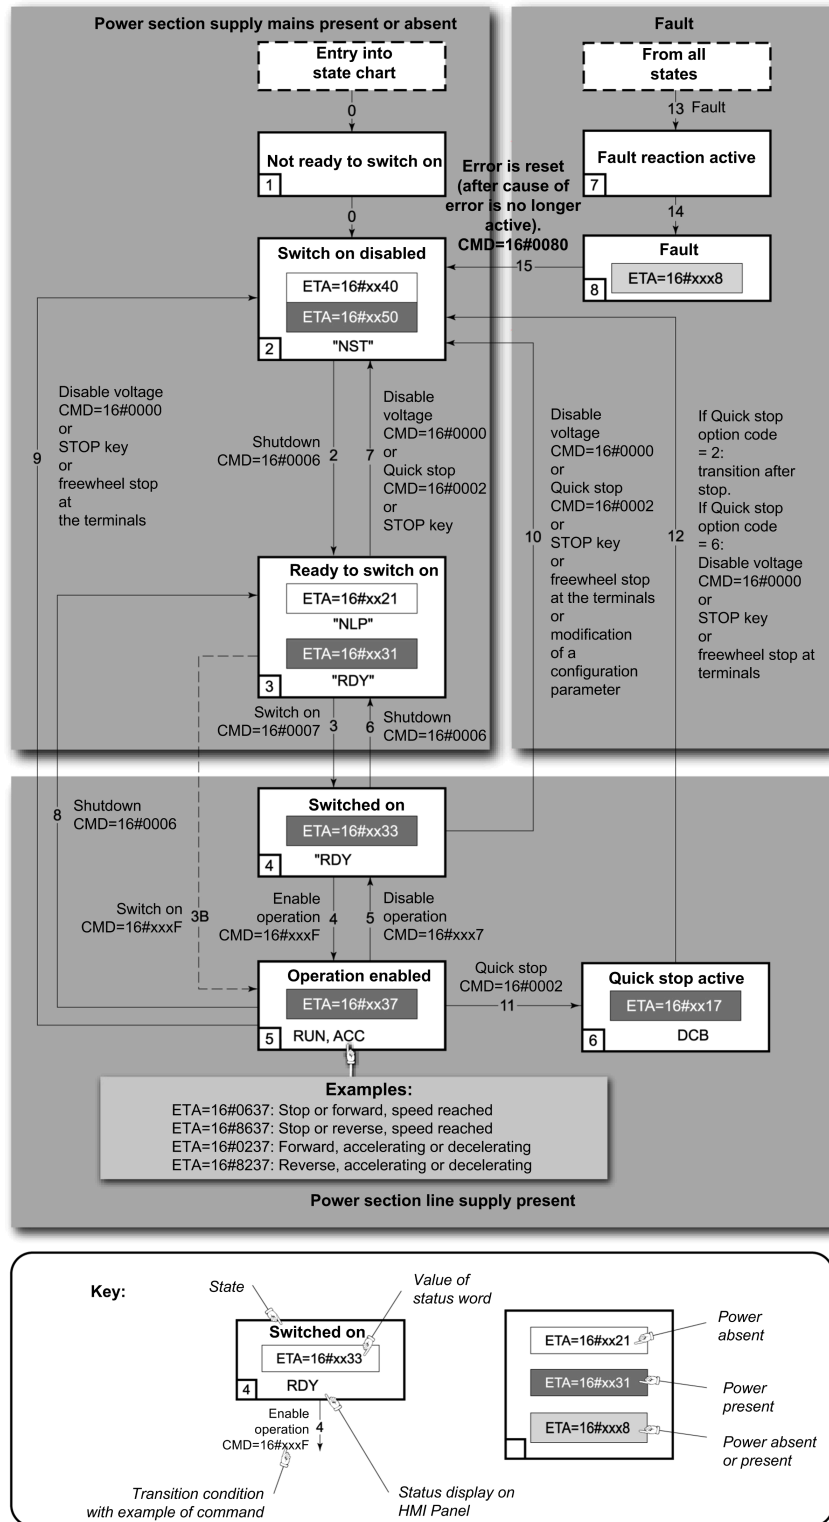 Power section supply mains present or absent
Entry into
state chart
0
Not ready to switch on
1
0
Switch on disabled
ETA=16#xx40
ETA=16#xx50
"NST"
2
Fault
From all
states
13 Fault
Fault reaction active
7
14
Fault
ETA=16#xxx8
8
Error is reset
(after cause of
error is no longer
active).
CMD=16#0080
15
9
Disable voltage
CMD=16#0000
or
STOP key
or
freewheel stop
at
the terminals
Shutdown
CMD=16#0006
2
7
Disable
voltage
CMD=16#0000
or
Quick stop
CMD=16#0002
or
STOP key
10
Disable
voltage
CMD=16#0000
or
Quick stop
CMD=16#0002
or
STOP key
or
freewheel stop
at the terminals
or
modification
of a
configuration
parameter
12
If Quick stop
option code
= 2:
transition after
stop.
If Quick stop
option code
= 6:
Disable voltage
CMD=16#0000
or
STOP key
or
freewheel stop at
terminals
Ready to switch on
ETA=16#xx21
"NLP"
ETA=16#xx31
"RDY"
3
Switch on
CMD=16#0007
3
6
Shutdown
CMD=16#0006
8
Shutdown
CMD=16#0006
Switched on
ETA=16#xx33
"RDY
4
Switch on
CMD=16#xxxF
3B
Enable
operation
CMD=16#xxxF
4
5
Disable
operation
CMD=16#xxx7
Operation enabled
ETA=16#xx37
RUN, ACC
5
Quick stop
CMD=16#0002
11
Quick stop active
ETA=16#xx17
DCB
6
Examples:
ETA=16#0637: Stop or forward, speed reached
ETA=16#8637: Stop or reverse, speed reached
ETA=16#0237: Forward, accelerating or decelerating
ETA=16#8237: Reverse, accelerating or decelerating
Power section line supply present
Key:
State
Value of
status word
Switched on
ETA=16#xx33
RDY
4
Enable
operation
CMD=16#xxxF
4
Transition condition
with example of command
Status display on
HMI Panel
ETA=16#xx21
ETA=16#xx31
ETA=16#xxx8
Power
absent
Power
present
Power absent
or present